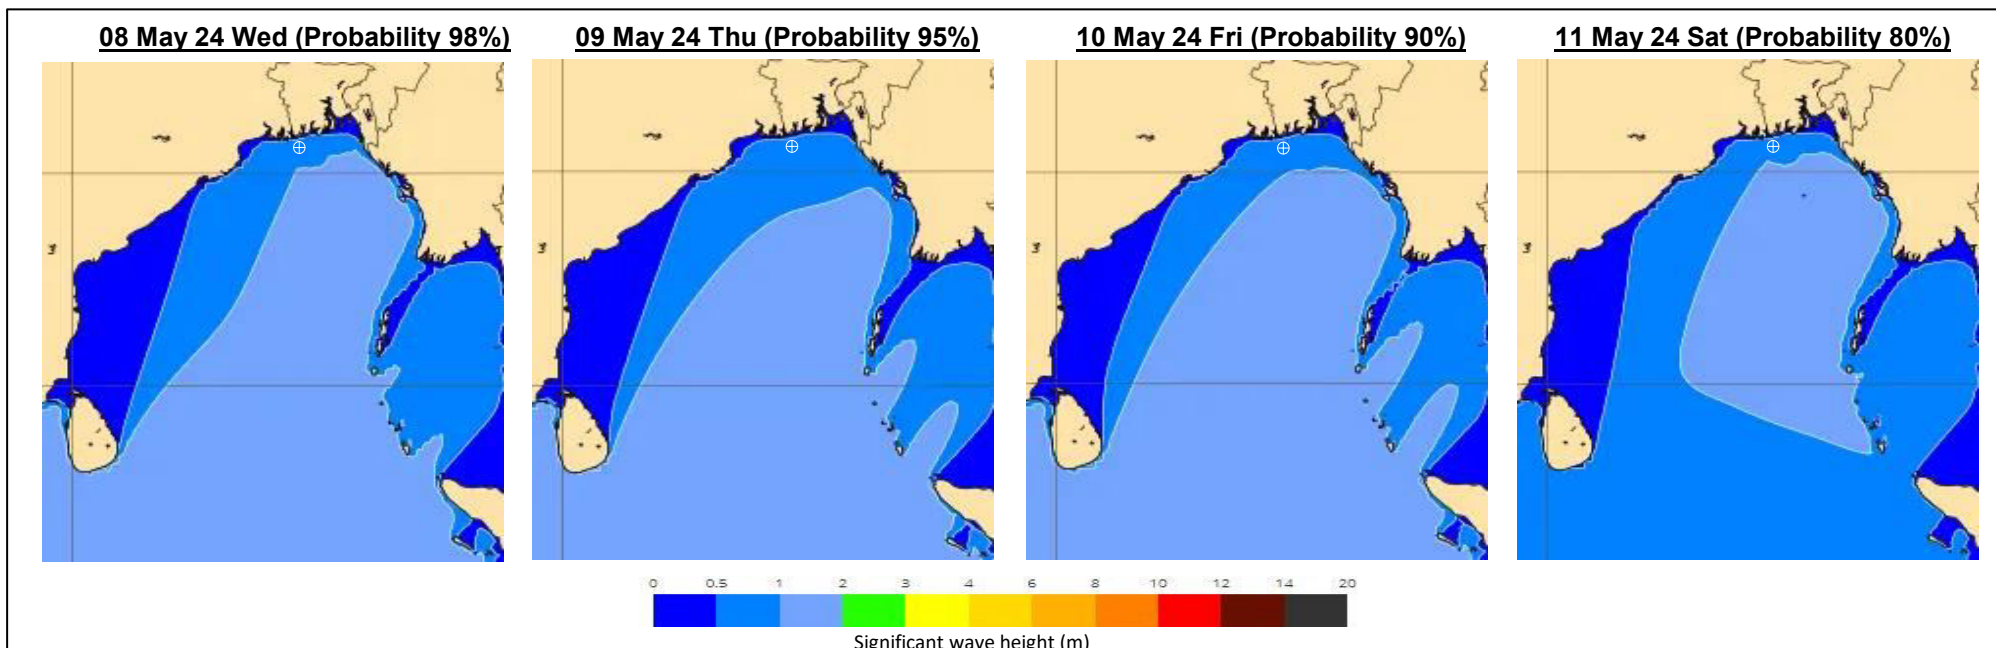 08 May 24 Wed (Probability 98%)
09 May 24 Thu (Probability 95%)
10 May 24 Fri (Probability 90%)
11 May 24 Sat (Probability 80%)
0 0.5 1 2 3 4 6 8 10 12 14 20
Significant wave height (m)